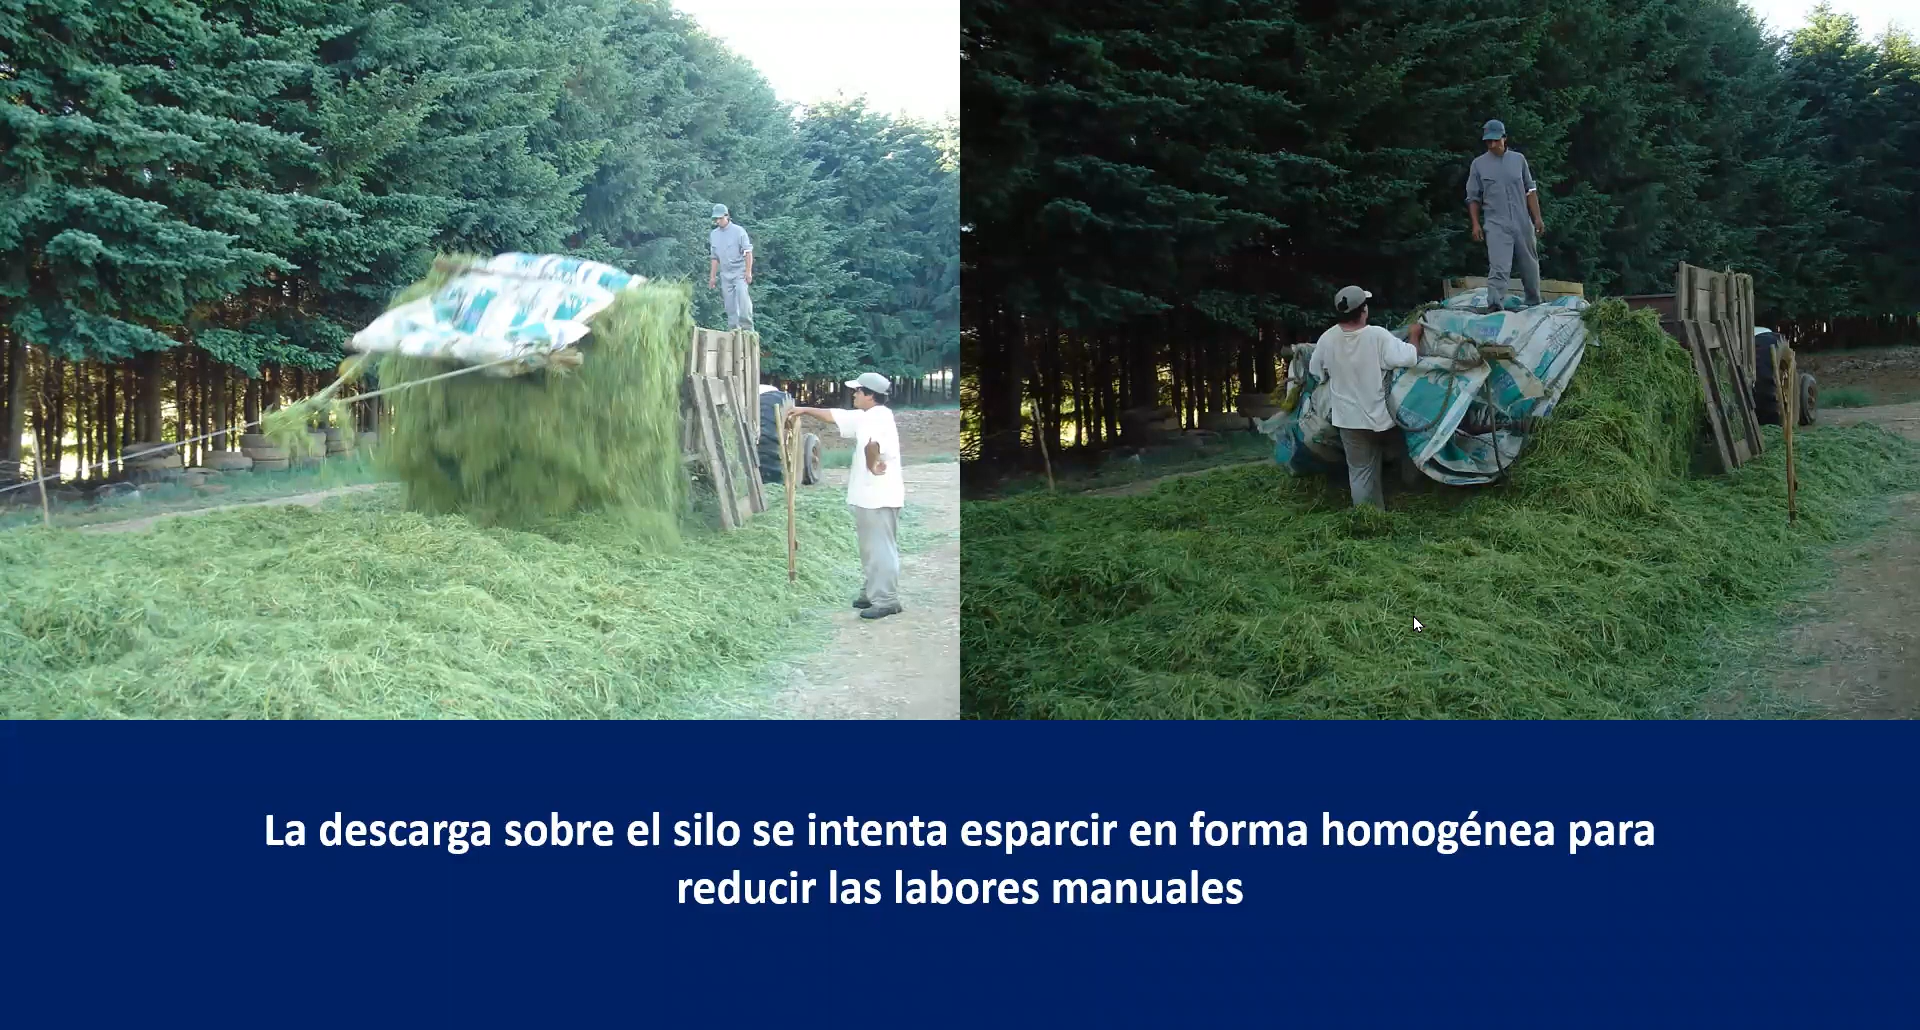 La descarga sobre el silo se intenta esparcir en forma homogénea para
reducir las labores manuales